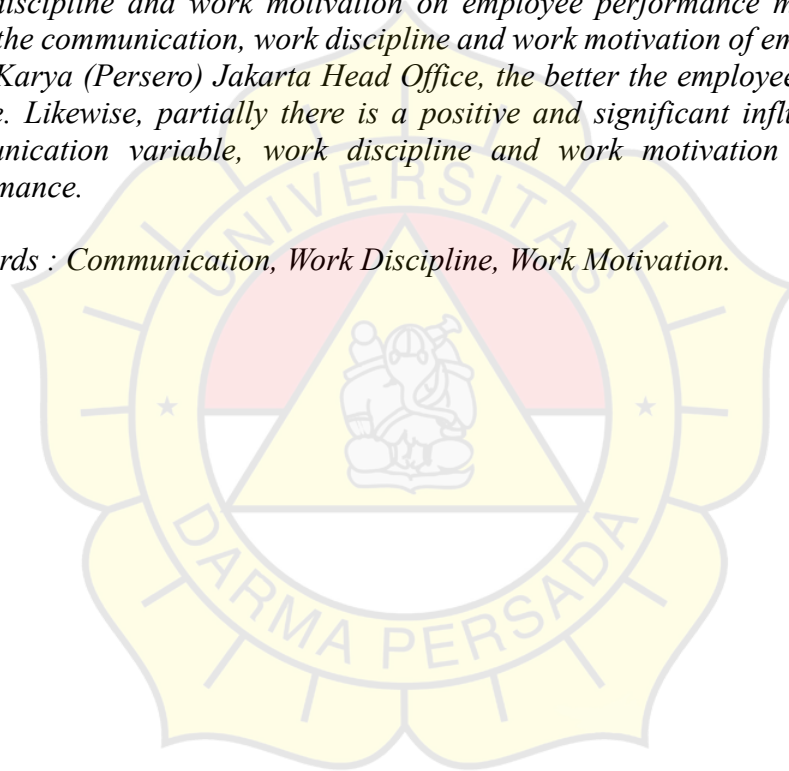 discipline and work motivation on employee performance m
the communication, work discipline and work motivation of em
Karya (Persero) Jakarta Head Office, the better the employee
e. Likewise, partially there is a positive and significant infl
unication variable, work discipline and work motivation
mance.
rds : Communication, Work Discipline, Work Motivation.
UNIVERSITAS
DARMA PERSADA